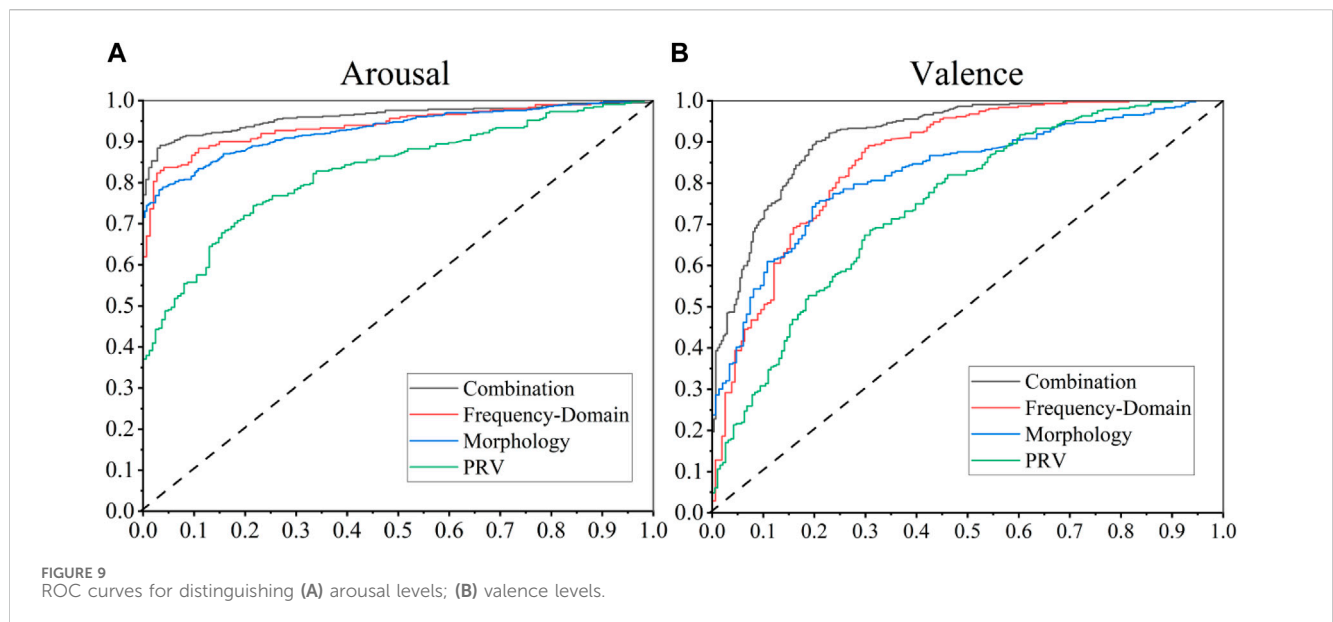 A
Arousal
1.0
0.9
0.8
0.7
0.6
0.5
0.4
0.3
0.2
0.1
0.0
0.0 0.1 0.2 0.3 0.4 0.5 0.6 0.7 0.8 0.9 1.0
Combination
Frequency-Domain
Morphology
PRV
B
Valence
1.0
0.9
0.8
0.7
0.6
0.5
0.4
0.3
0.2
0.1
0.0
0.0 0.1 0.2 0.3 0.4 0.5 0.6 0.7 0.8 0.9 1.0
Combination
Frequency-Domain
Morphology
PRV
FIGURE 9
ROC curves for distinguishing (A) arousal levels; (B) valence levels.